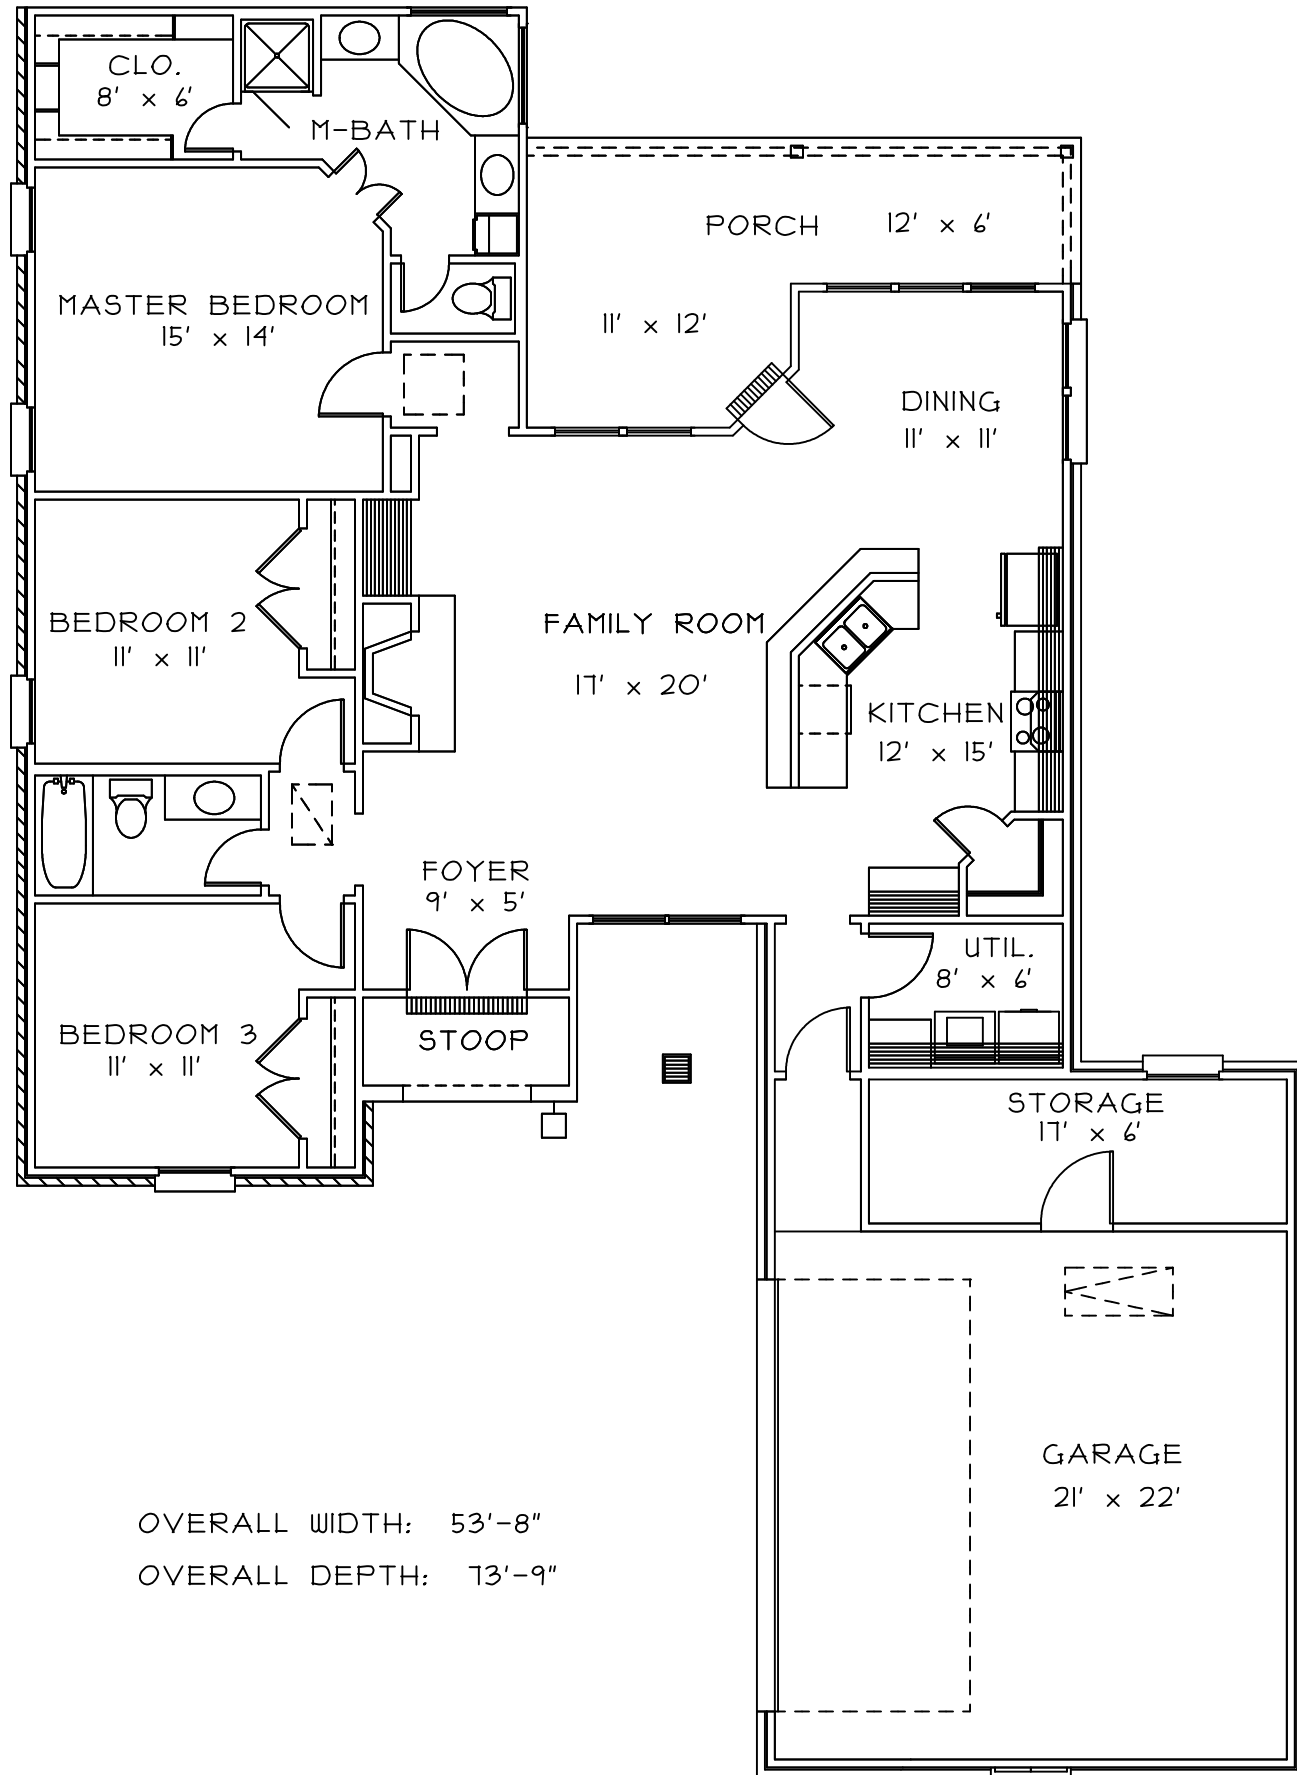 CLO.
8' x 6'
M-BATH
PORCH 12' x 6'
MASTER BEDROOM
15' x 14'
11' x 12'
DINING
11' x 11'
BEDROOM 2
11' x 11'
FAMILY ROOM
17' x 20'
KITCHEN
12' x 15'
FOYER
9' x 5'
UTIL.
8' x 6'
BEDROOM 3
11' x 11'
STOOP
STORAGE
17' x 6'
GARAGE
21' x 22'
OVERALL WIDTH: 53'-8"
OVERALL DEPTH: 73'-9"